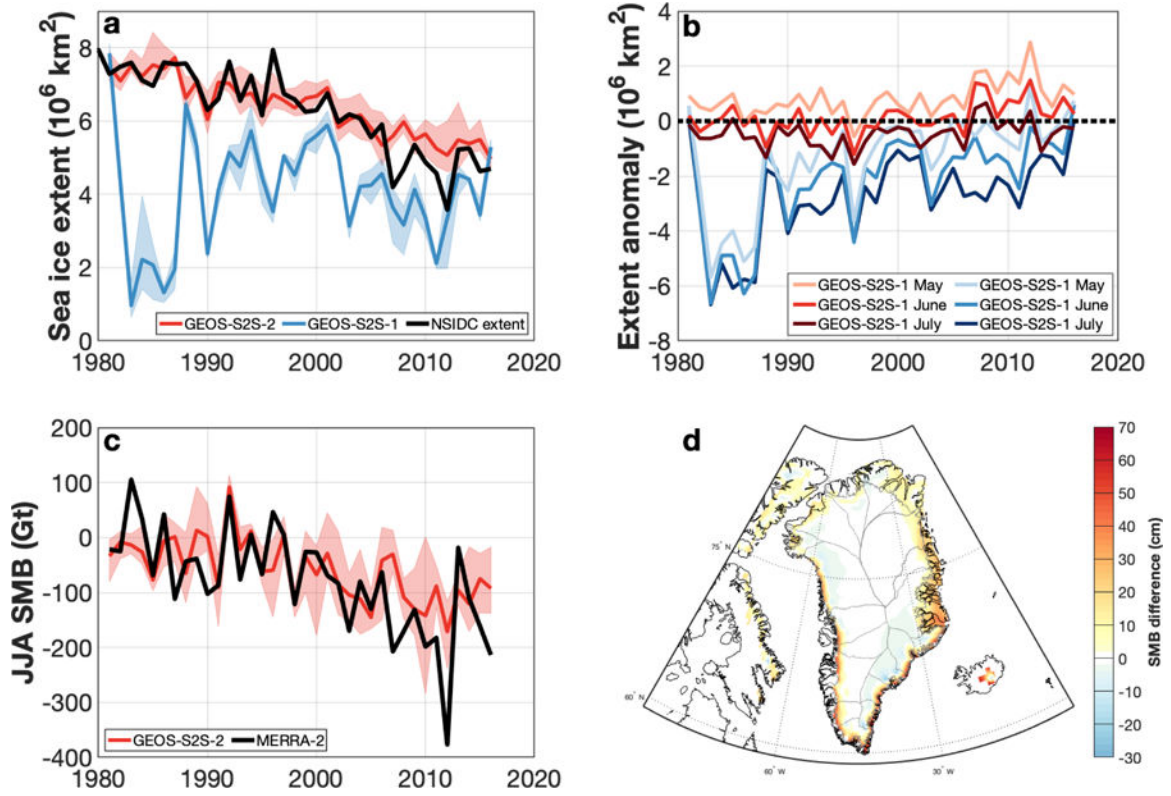 a
Sea ice extent (10⁶ km²)
8
6
4
2
0
GEOS-S2S-2 GEOS-S2S-1 NSIDC extent
1980 1990 2000 2010 2020
b
Extent anomaly (10⁶ km²)
4
2
0
-2
-4
-6
-8
GEOS-S2S-1 May GEOS-S2S-1 May
GEOS-S2S-1 June GEOS-S2S-1 June
GEOS-S2S-1 July GEOS-S2S-1 July
1980 1990 2000 2010 2020
c
JJA SMB (Gt)
200
100
0
-100
-200
-300
-400
GEOS-S2S-2 MERRA-2
1980 1990 2000 2010 2020
d
75° N
60° N
60° W
30° W
70
60
50
40
30
20
10
0
-10
-20
-30
SMB difference (cm)